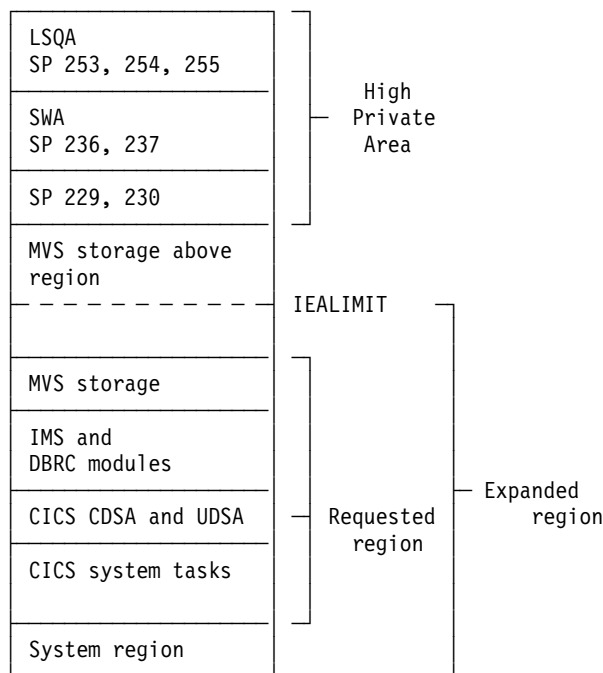 LSQA
SP 253, 254, 255
High
Private
Area
SWA
SP 236, 237
SP 229, 230
MVS storage above
region
IEALIMIT
MVS storage
IMS and
DBRC modules
CICS CDSA and UDSA
Requested
region
Expanded
region
CICS system tasks
System region